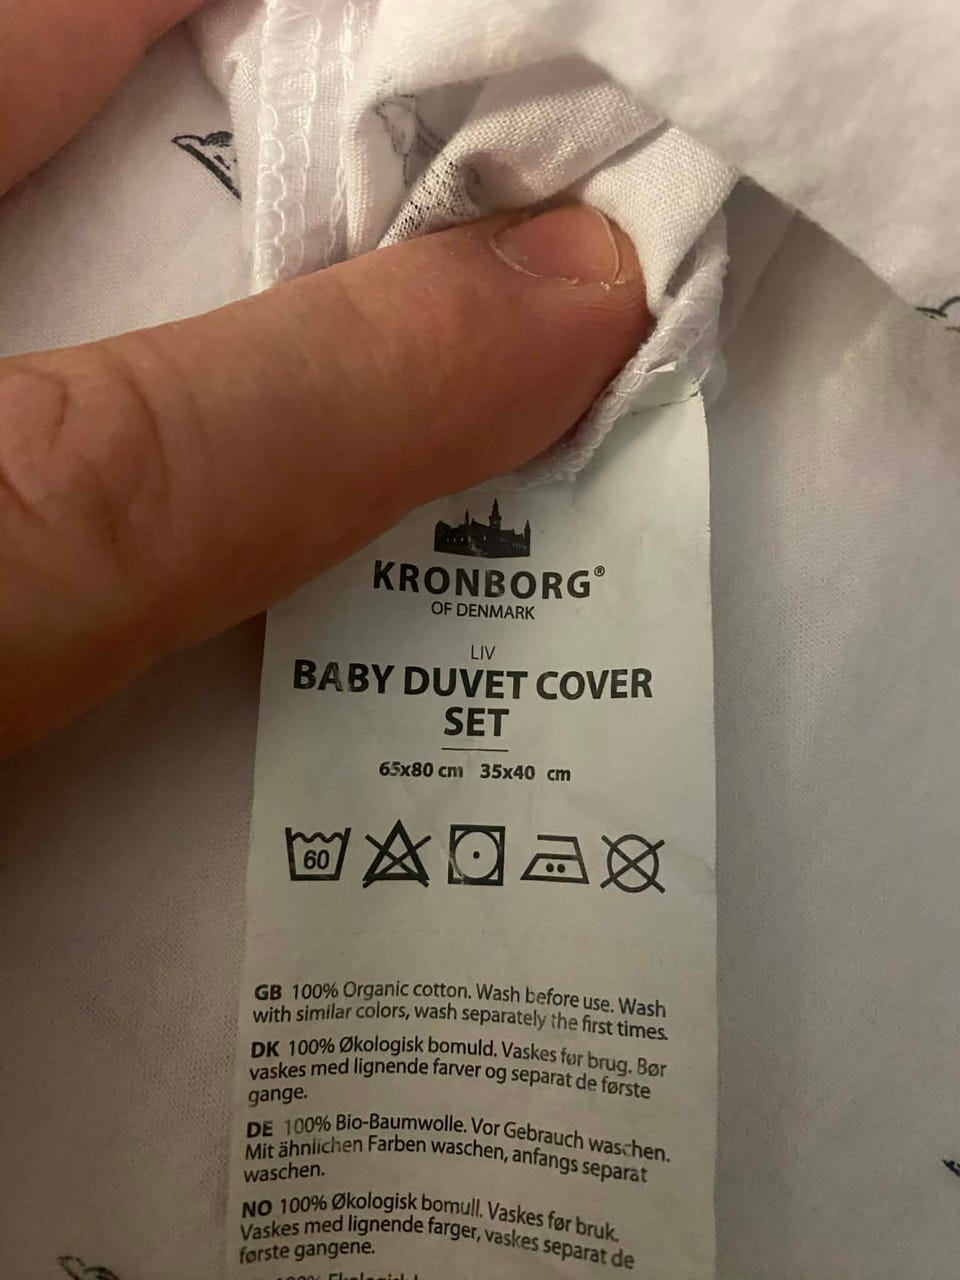 KRONBORG®
OF DENMARK
LIV
BABY DUVET COVER
SET
65x80 cm 35x40 cm
60
GB 100% Organic cotton. Wash before use. Wash
with similar colors, wash separately the first times.
DK 100% Økologisk bomuld. Vaskes før brug. Bør
vaskes med lignende farver og separat de første
gange.
DE 100% Bio-Baumwolle. Vor Gebrauch waschen.
Mit ähnlichen Farben waschen, anfangs separat
waschen.
NO 100% Økologisk bomull. Vaskes før bruk.
Vaskes med lignende farger, vaskes separat de
første gangene.